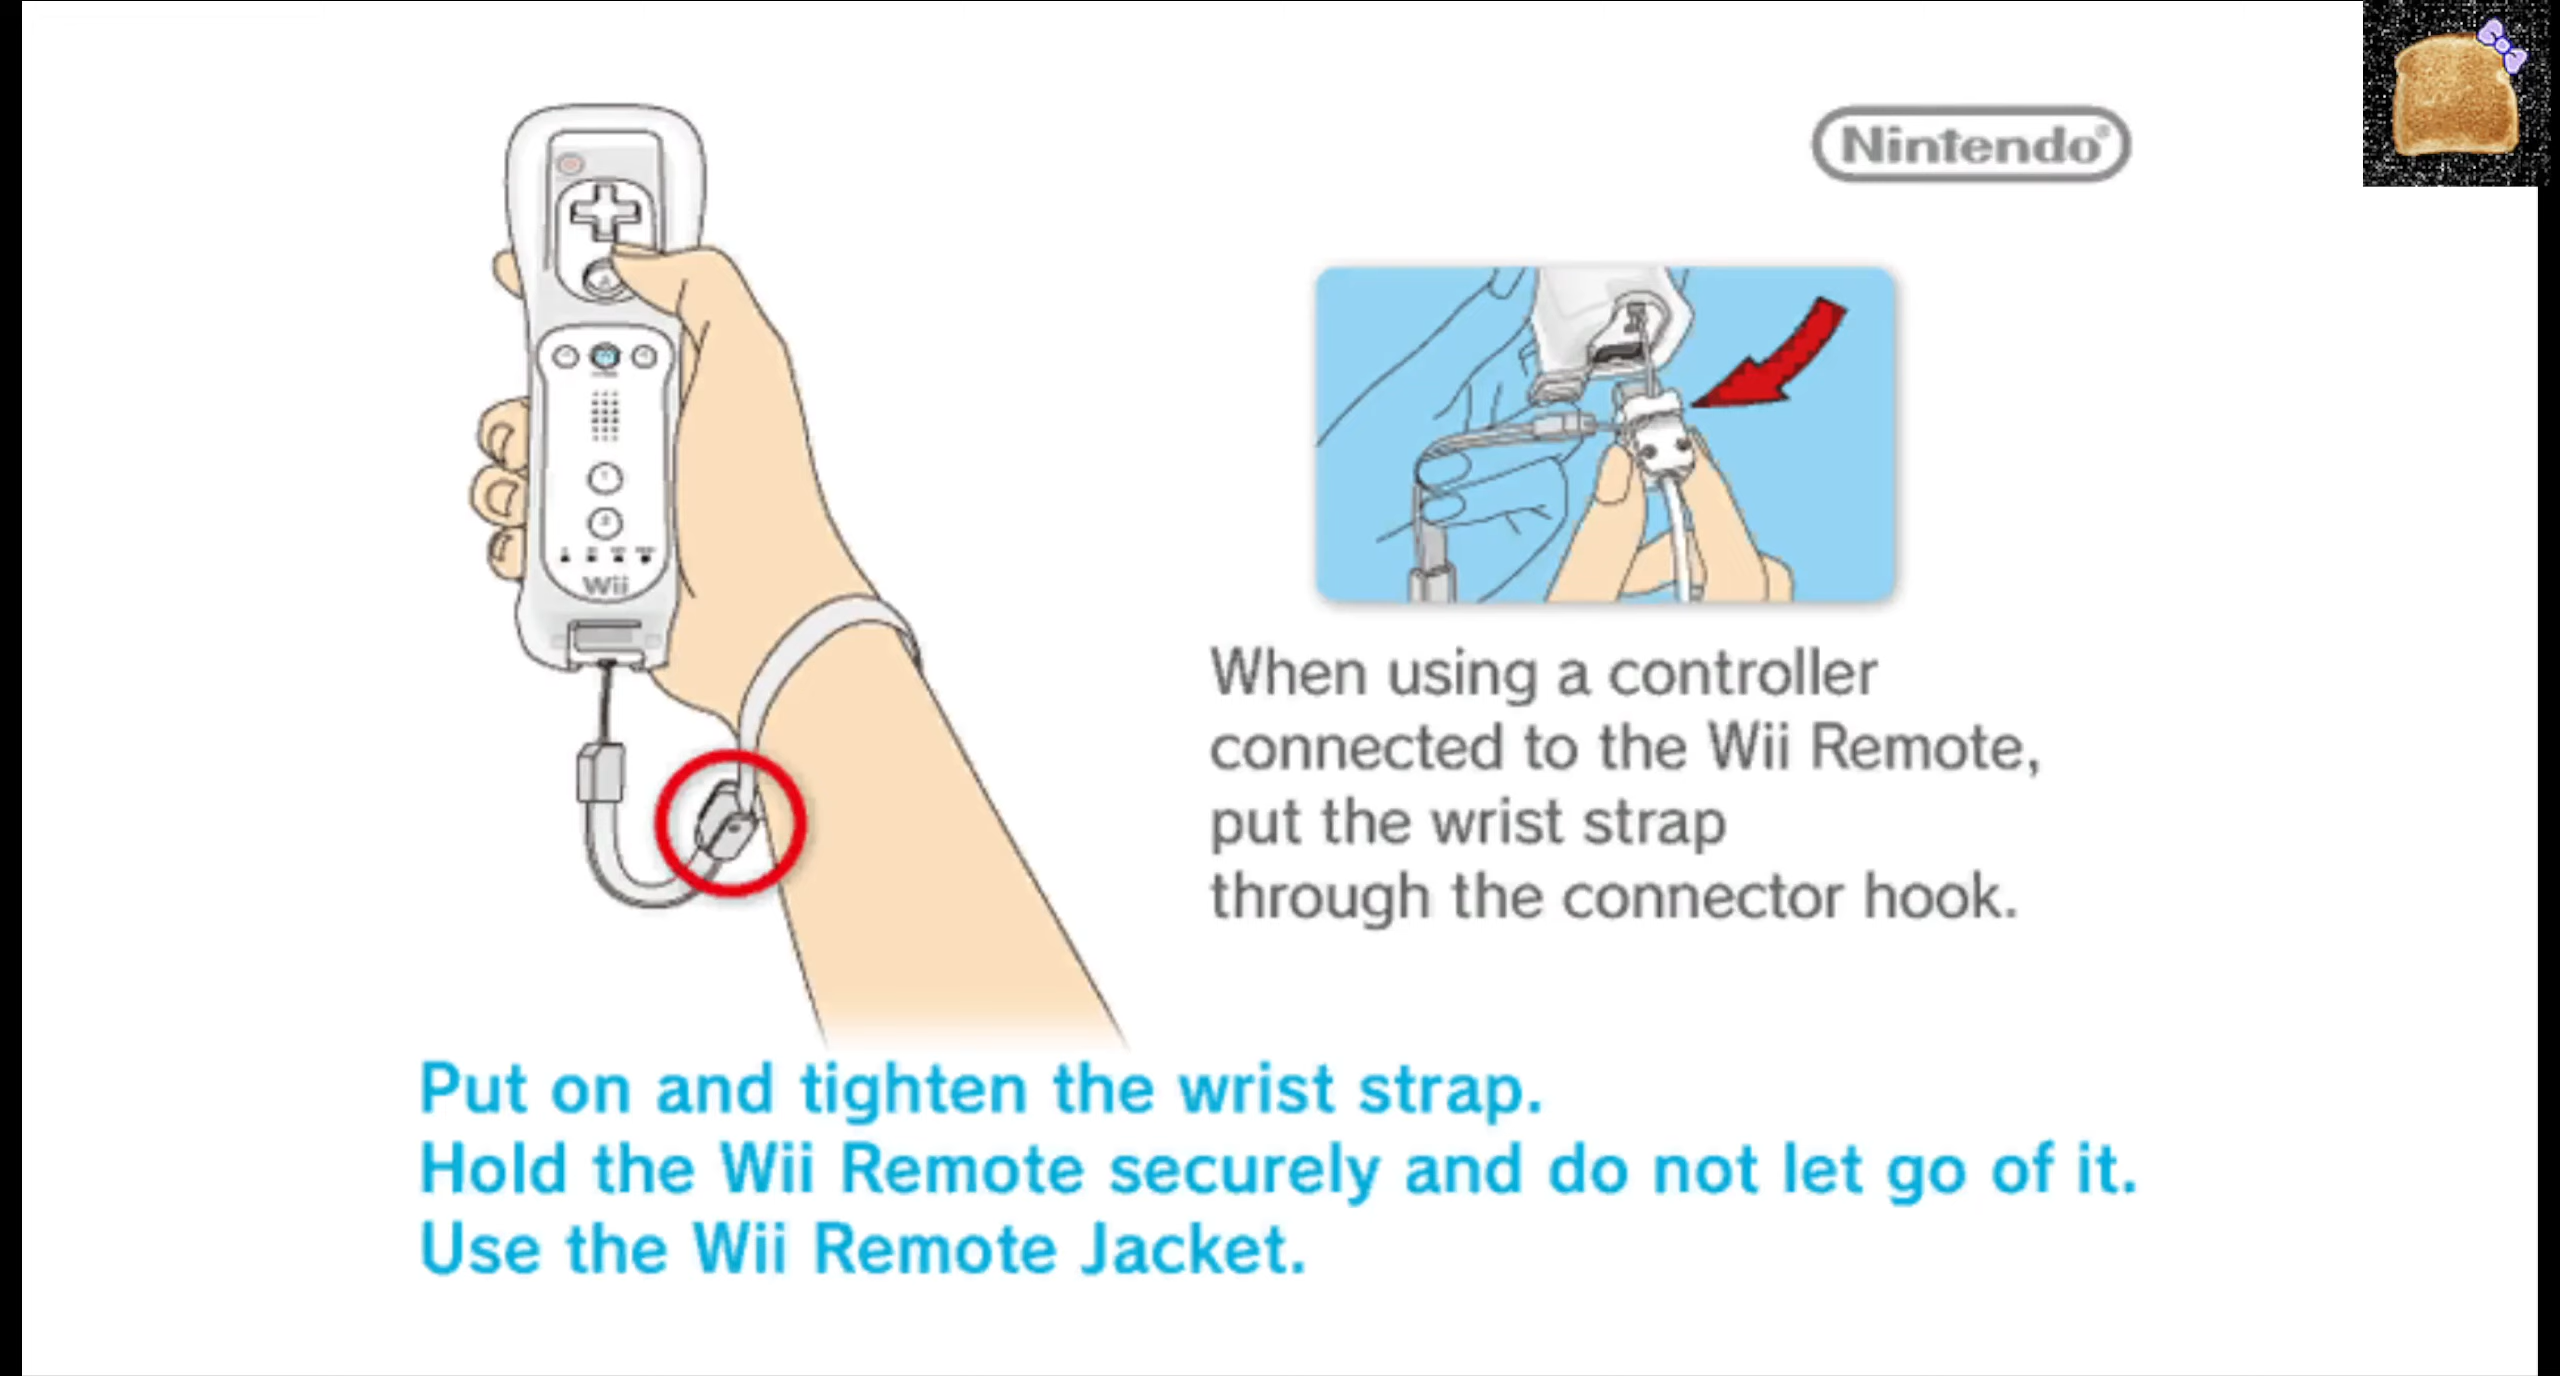 Nintendo®
Wii
When using a controller
connected to the Wii Remote,
put the wrist strap
through the connector hook.
Put on and tighten the wrist strap.
Hold the Wii Remote securely and do not let go of it.
Use the Wii Remote Jacket.